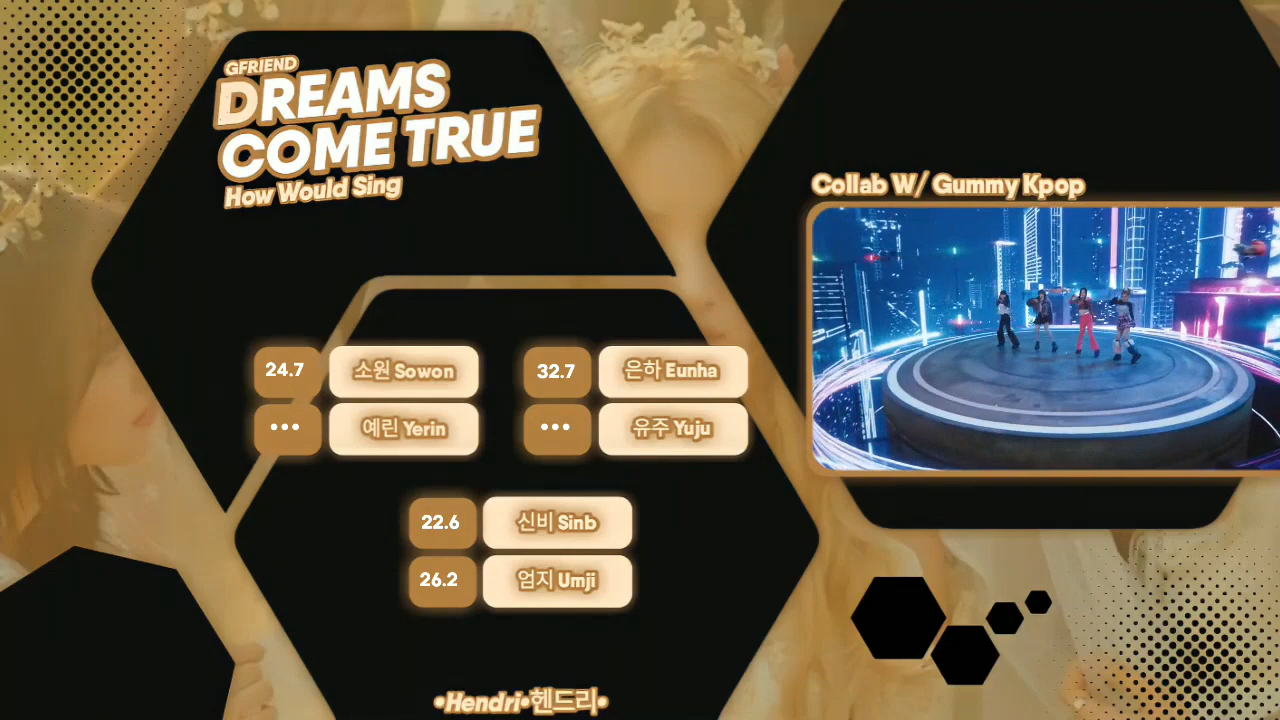 GFRIEND
DREAMS
COME TRUE
How Would Sing
Collab W/ Gummy Kpop
24.7 소원 Sowon
32.7 은하 Eunha
••• 예린 Yerin
••• 유주 Yuju
22.6 신비 Sinb
26.2 엄지 Umji
•Hendri•헨드리•